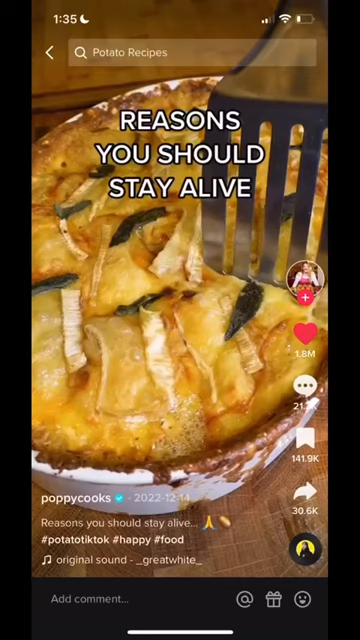 1:35
Potato Recipes
REASONS
YOU SHOULD
STAY ALIVE
1.8M
141.9K
30.6K
poppycooks · 2022-12-14
Reasons you should stay alive... 🙏🥔
#potatotiktok #happy #food
original sound - _greatwhite_
Add comment...